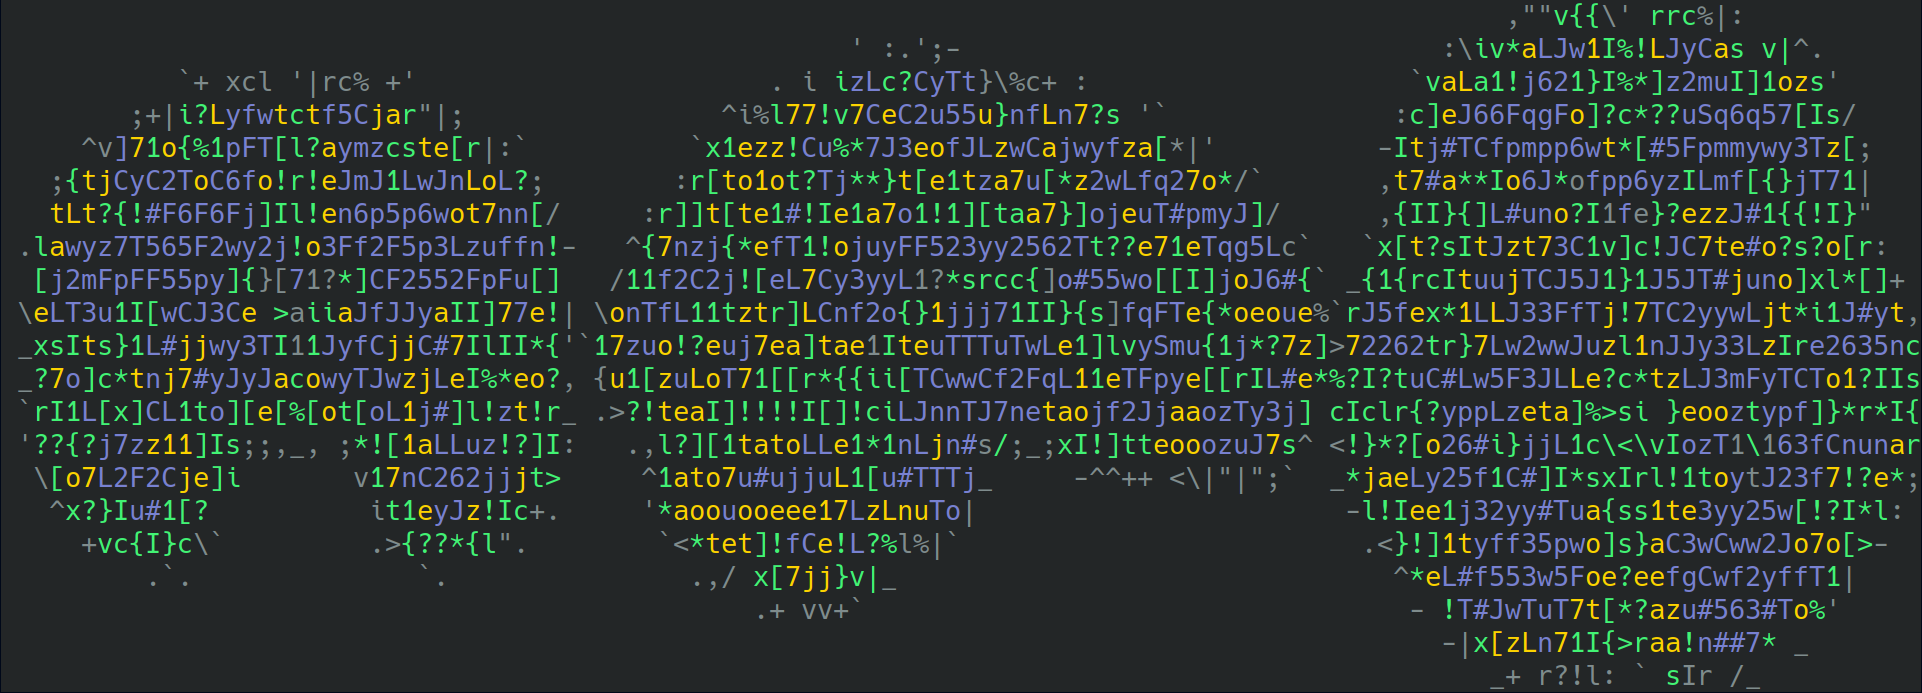 ,""v{{\' rrc%|:
' :.';- :\iv*aLJw1I%!LJyCas v|^.
`+ xcl '|rc% +' . i izLc?CyTt}\%c+ : `vaLa1!j621}I%*]z2muI]1ozs'
;+|i?Lyfwtctf5Cjar"|; ^i%l77!v7CeC2u55u}nfLn7?s '` :c]eJ66FqgFo]?c*??uSq6q57[Is/
^v]71o{%1pFT[l?aymzcste[r|:` `x1ezz!Cu%*7J3eofJLzwCajwyfza[*|' -Itj#TCfpmpp6wt*[#5Fpmmywy3Tz[;
;{tjCyC2ToC6fo!r!eJmJ1LwJnLoL?; :r[to1ot?Tj**}t[e1tza7u[*z2wLfq27o*/` ,t7#a**Io6J*ofpp6yzILmf[{}jT71|
tLt?{!#F6F6Fj]Il!en6p5p6wot7nn[/ :r]]t[te1#!Ie1a7o1!1][taa7}]ojeuT#pmyJ]/ ,{II}{]L#uno?I1fe}?ezzJ#1{{!I}"
.lawyz7T565F2wy2j!o3Ff2F5p3Lzuffn!- ^{7nzj{*efT1!ojuyFF523yy2562Tt??e71eTqg5Lc` `x[t?sItJzt73C1v]c!JC7te#o?s?o[r:
[j2mFpFF55py]{}[71?*]CF2552FpFu[] /11f2C2j![eL7Cy3yyL1?*srcc{]o#55wo[[I]joJ6#{` _{1{rcItuujTCJ5J1}1J5JT#juno]xl*[]+
\eLT3u1I[wCJ3Ce >aiiaJfJJyaII]77e!| \onTfL11tztr]LCnf2o{}1jjj71II}{s]fqFTe{*oeoue%`rJ5fex*1LLJ33FfTj!7TC2yywLjt*i1J#yt,
_xsIts}1L#jjwy3TI11JyfCjjC#7IlII*{'`17zuo!?euj7ea]tae1IteuTTTuTwLe1]lvySmu{1j*?7z]>72262tr}7Lw2wwJuzl1nJJy33LzIre2635nc
_?7o]c*tnj7#yJyJacowyTJwzjLeI%*eo?, {u1[zuLoT71[[r*{{ii[TCwwCf2FqL11eTFpye[[rIL#e*%?I?tuC#Lw5F3JLLe?c*tzLJ3mFyTCTo1?IIs
`rI1L[x]CL1to][e[%[ot[oL1j#]l!zt!r_ .>?!teaI]!!!!I[]!ciLJnnTJ7netaojf2JjaaozTy3j] cIclr{?yppLzeta]%>si }eooztypf]}*r*I{
'??{?j7zz11]Is;;,_, ;*![1aLLuz!?]I: .,l?][1tatoLLe1*1nLjn#s/;_;xI!]tteooozuJ7s^ <!}*?[o26#i}jjL1c\<\vIozT1\163fCnunar
\[o7L2F2Cje]i v17nC262jjjt> ^1ato7u#ujjuL1[u#TTTj_ -^^++ <\|"|";` _*jaeLy25f1C#]I*sxIrl!1toytJ23f7!?e*;
^x?}Iu#1[? it1eyJz!Ic+. '*aoouooeee17LzLnuTo| -l!Iee1j32yy#Tua{ss1te3yy25w[!?I*l:
+vc{I}c\` .>{??*{l". `<*tet]!fCe!L?%l%|` .<}!]1tyff35pwo]s}aC3wCww2Jo7o[>-
.`. `. .,/ x[7jj}v|_ ^*eL#f553w5Foe?eefgCwf2yffT1|
.+ vv+` - !T#JwTuT7t[*?azu#563#To%'
-|x[zLn71I{>raa!n##7* _
_+ r?!l: ` sIr /_